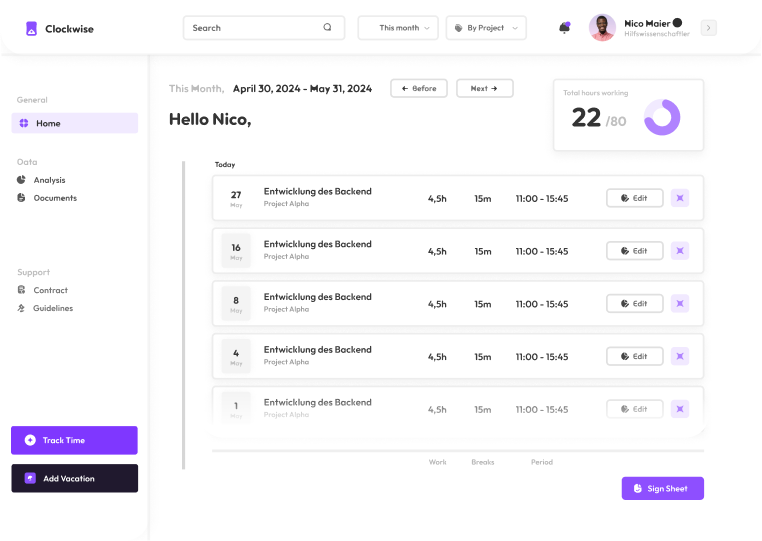 Clockwise
Search
This month
By Project
Nico Maier
Hilfswissenschaftler
General
Home
Data
Analysis
Documents
Support
Contract
Guidelines
Track Time
Add Vacation
This Month, April 30, 2024 - May 31, 2024
Before
Next
Hello Nico,
Total hours working
22 /80
Today
27 May Entwicklung des Backend 4,5h 15m 11:00 - 15:45 Edit
Project Alpha
16 May Entwicklung des Backend 4,5h 15m 11:00 - 15:45 Edit
Project Alpha
8 May Entwicklung des Backend 4,5h 15m 11:00 - 15:45 Edit
Project Alpha
4 May Entwicklung des Backend 4,5h 15m 11:00 - 15:45 Edit
Project Alpha
1 May Entwicklung des Backend 4,5h 15m 11:00 - 15:45 Edit
Project Alpha
Work Breaks Period
Sign Sheet